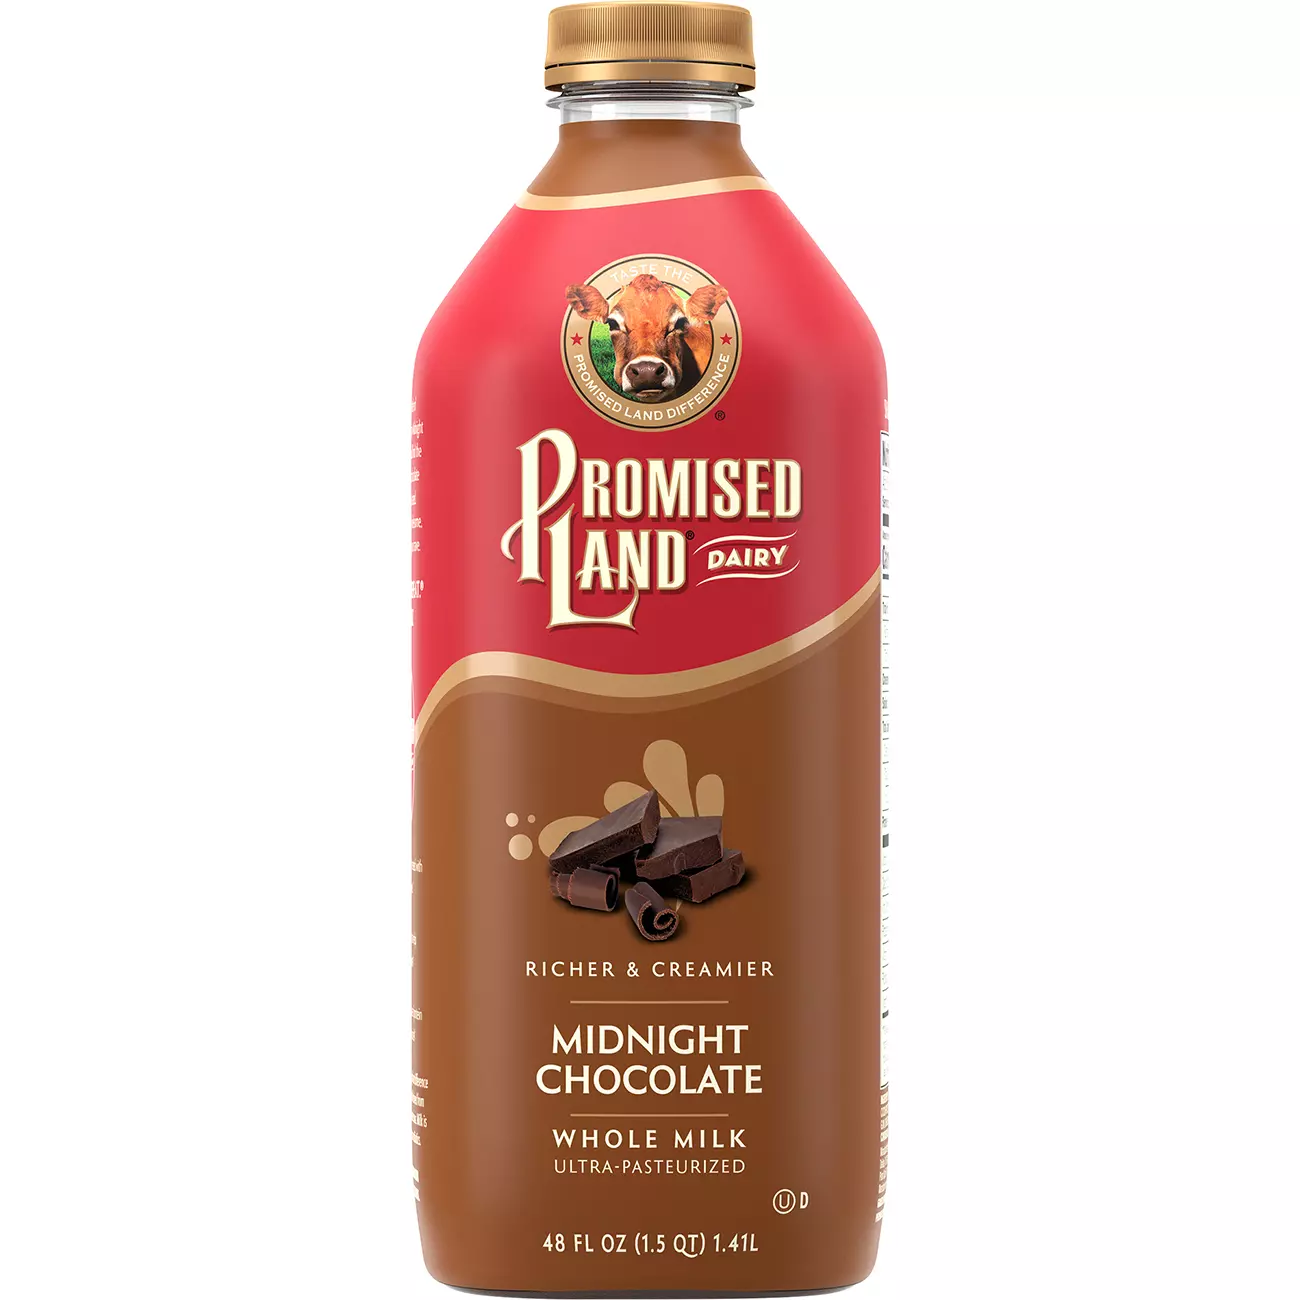 TASTE THE
PROMISED LAND DIFFERENCE
®
PROMISED
LAND® DAIRY
RICHER & CREAMIER
MIDNIGHT
CHOCOLATE
WHOLE MILK
ULTRA-PASTEURIZED
U D
48 FL OZ (1.5 QT) 1.41L